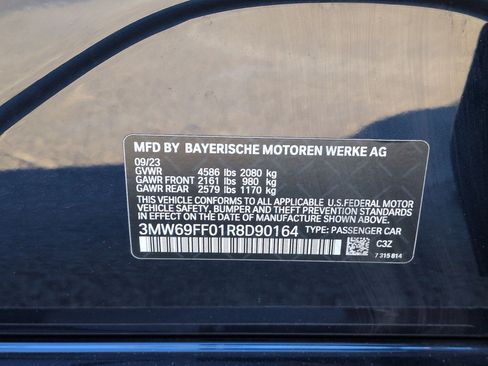 MFD BY BAYERISCHE MOTOREN WERKE AG
09/23
GVWR 4586 lbs 2080 kg
GAWR FRONT 2161 lbs 980 kg
GAWR REAR 2579 lbs 1170 kg
THIS VEHICLE CONFORMS TO ALL APPLICABLE U.S.FEDERAL MOTOR
VEHICLE SAFETY, BUMPER AND THEFT PREVENTION STANDARDS IN
EFFECT ON THE DATE OF MANUFACTURE SHOWN ABOVE.
3MW69FF01R8D90164 TYPE: PASSENGER CAR
C3Z
7 315 814